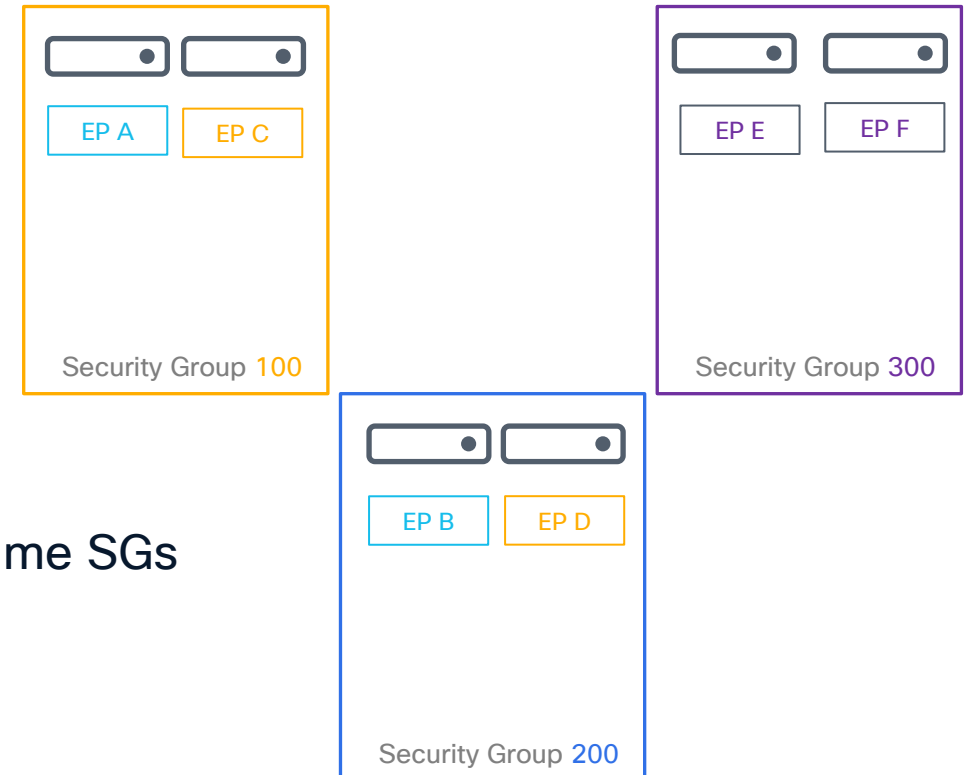 EP A
EP C
Security Group 100
EP E
EP F
Security Group 300
EP B
EP D
Security Group 200
me SGs